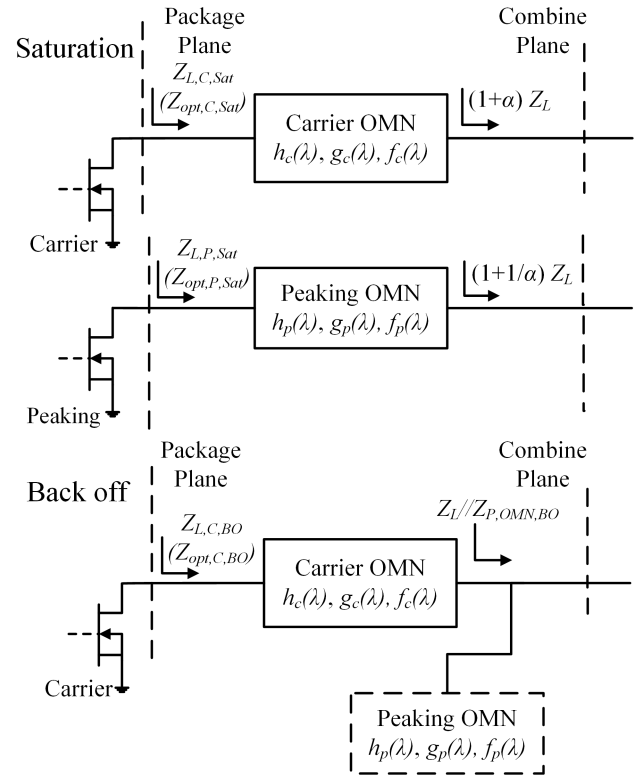 Saturation
Package
Plane
Combine
Plane
Z_{L,C,Sat}
(Z_{opt,C,Sat})
(1+α) Z_L
Carrier OMN
h_c(λ), g_c(λ), f_c(λ)
Carrier
Z_{L,P,Sat}
(Z_{opt,P,Sat})
(1+1/α) Z_L
Peaking OMN
h_p(λ), g_p(λ), f_p(λ)
Peaking
Back off
Package
Plane
Combine
Plane
Z_{L,C,BO}
(Z_{opt,C,BO})
Z_L//Z_{P,OMN,BO}
Carrier OMN
h_c(λ), g_c(λ), f_c(λ)
Carrier
Peaking OMN
h_p(λ), g_p(λ), f_p(λ)